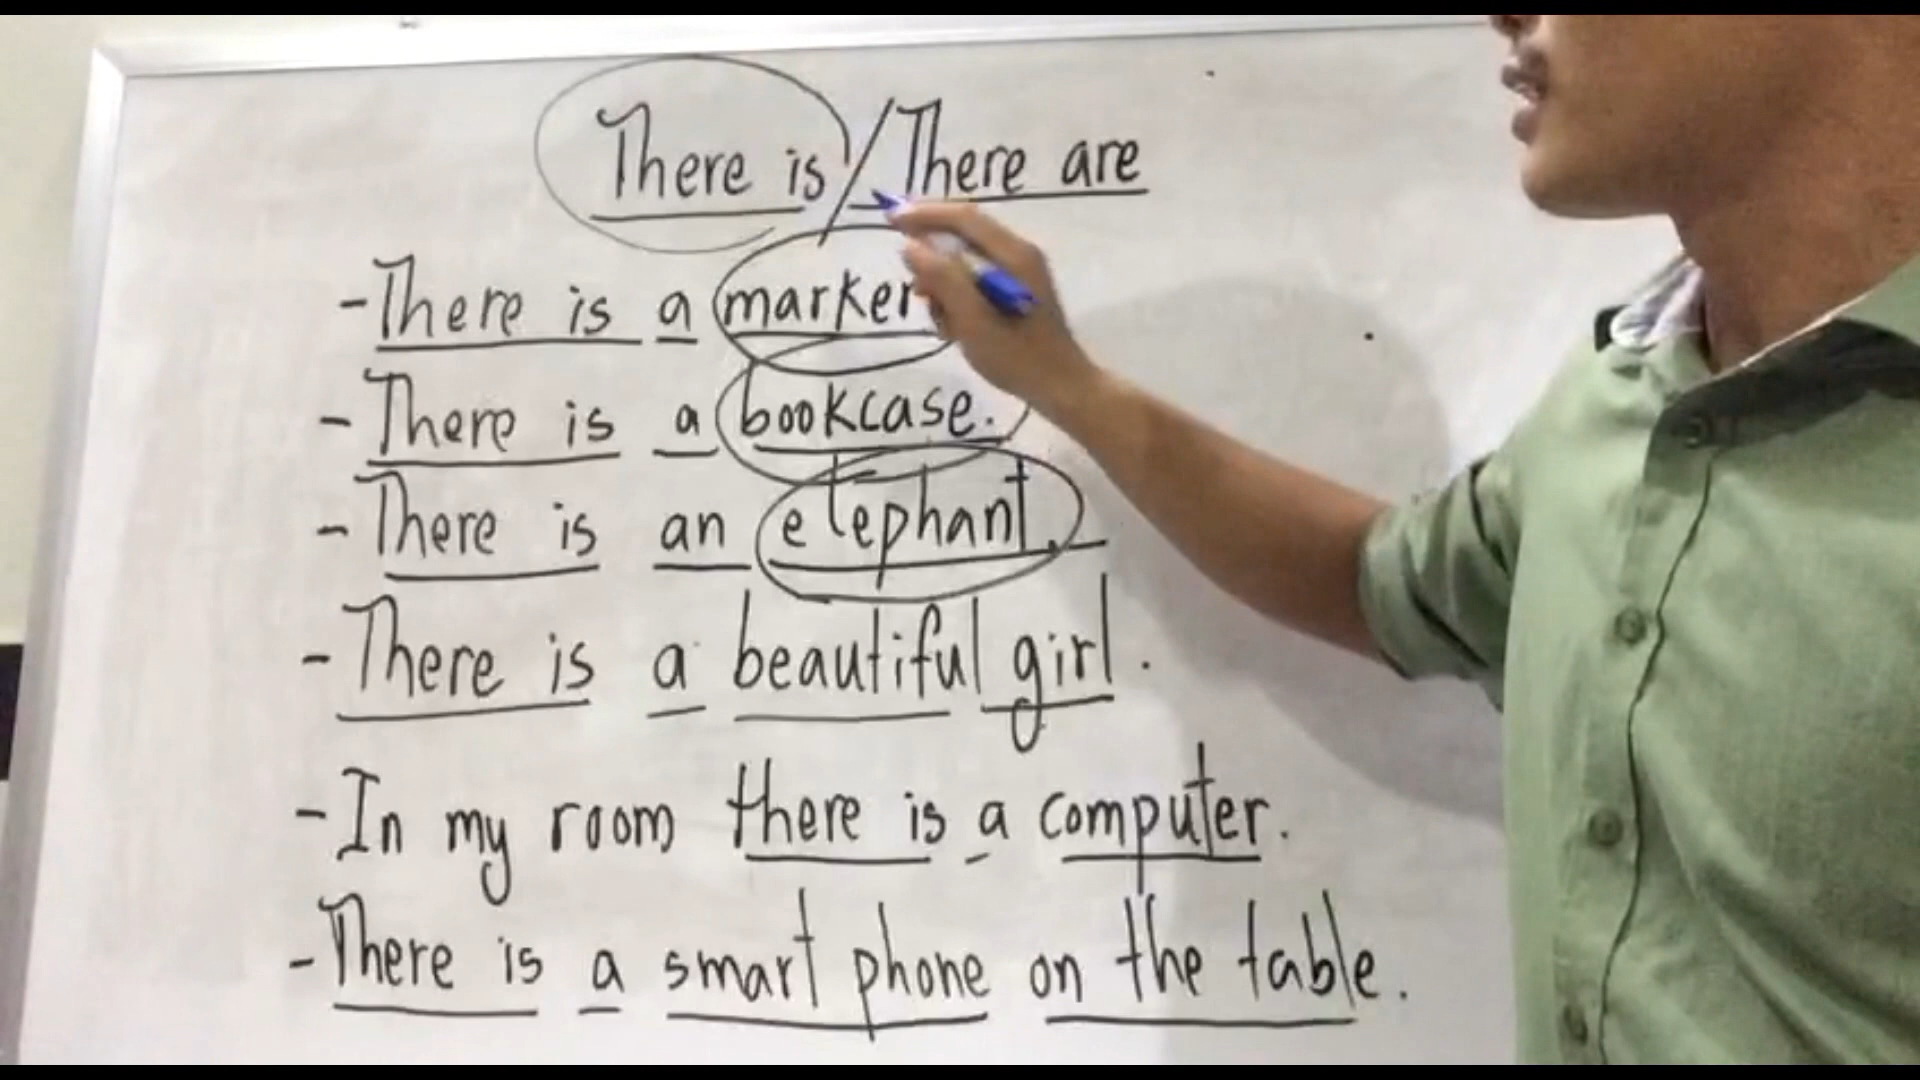 There is / There are
- There is a marker
- There is a bookcase.
- There is an elephant.
- There is a beautiful girl.
- In my room there is a computer.
- There is a smart phone on the table.